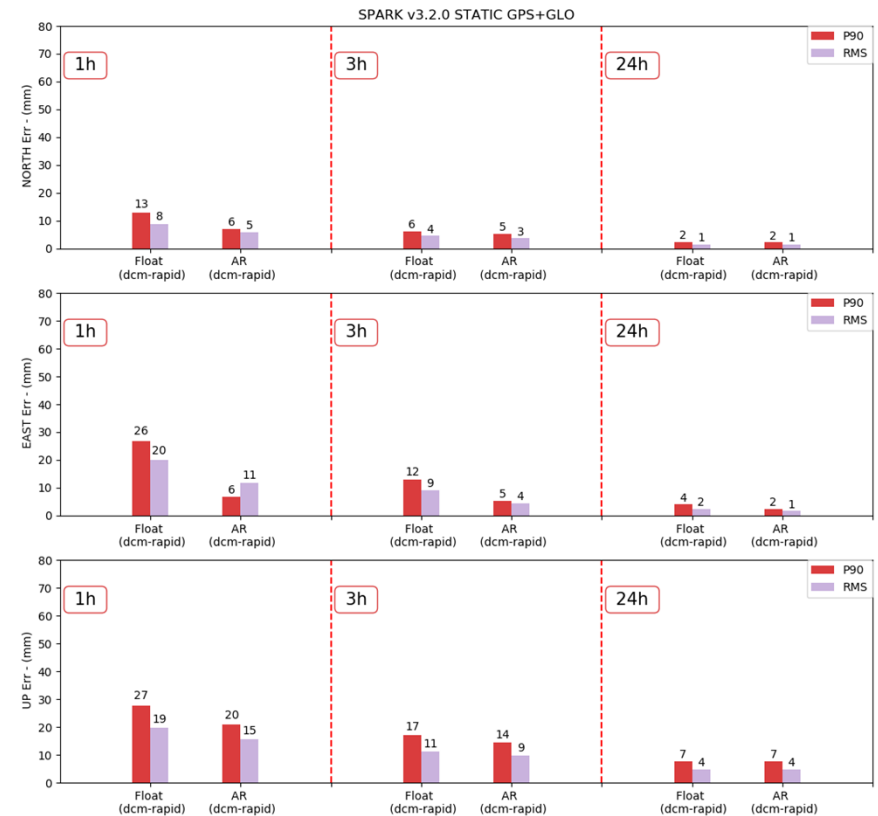 SPARK v3.2.0 STATIC GPS+GLO
80
70
60
50
40
30
20
10
0
NORTH Err - (mm)
1h
3h
24h
P90
RMS
13
8
6
5
6
4
5
3
2
1
2
1
Float
(dcm-rapid)
AR
(dcm-rapid)
Float
(dcm-rapid)
AR
(dcm-rapid)
Float
(dcm-rapid)
AR
(dcm-rapid)
80
70
60
50
40
30
20
10
0
EAST Err - (mm)
1h
3h
24h
P90
RMS
26
20
6
11
12
9
5
4
4
2
2
1
Float
(dcm-rapid)
AR
(dcm-rapid)
Float
(dcm-rapid)
AR
(dcm-rapid)
Float
(dcm-rapid)
AR
(dcm-rapid)
80
70
60
50
40
30
20
10
0
UP Err - (mm)
1h
3h
24h
P90
RMS
27
19
20
15
17
11
14
9
7
4
7
4
Float
(dcm-rapid)
AR
(dcm-rapid)
Float
(dcm-rapid)
AR
(dcm-rapid)
Float
(dcm-rapid)
AR
(dcm-rapid)